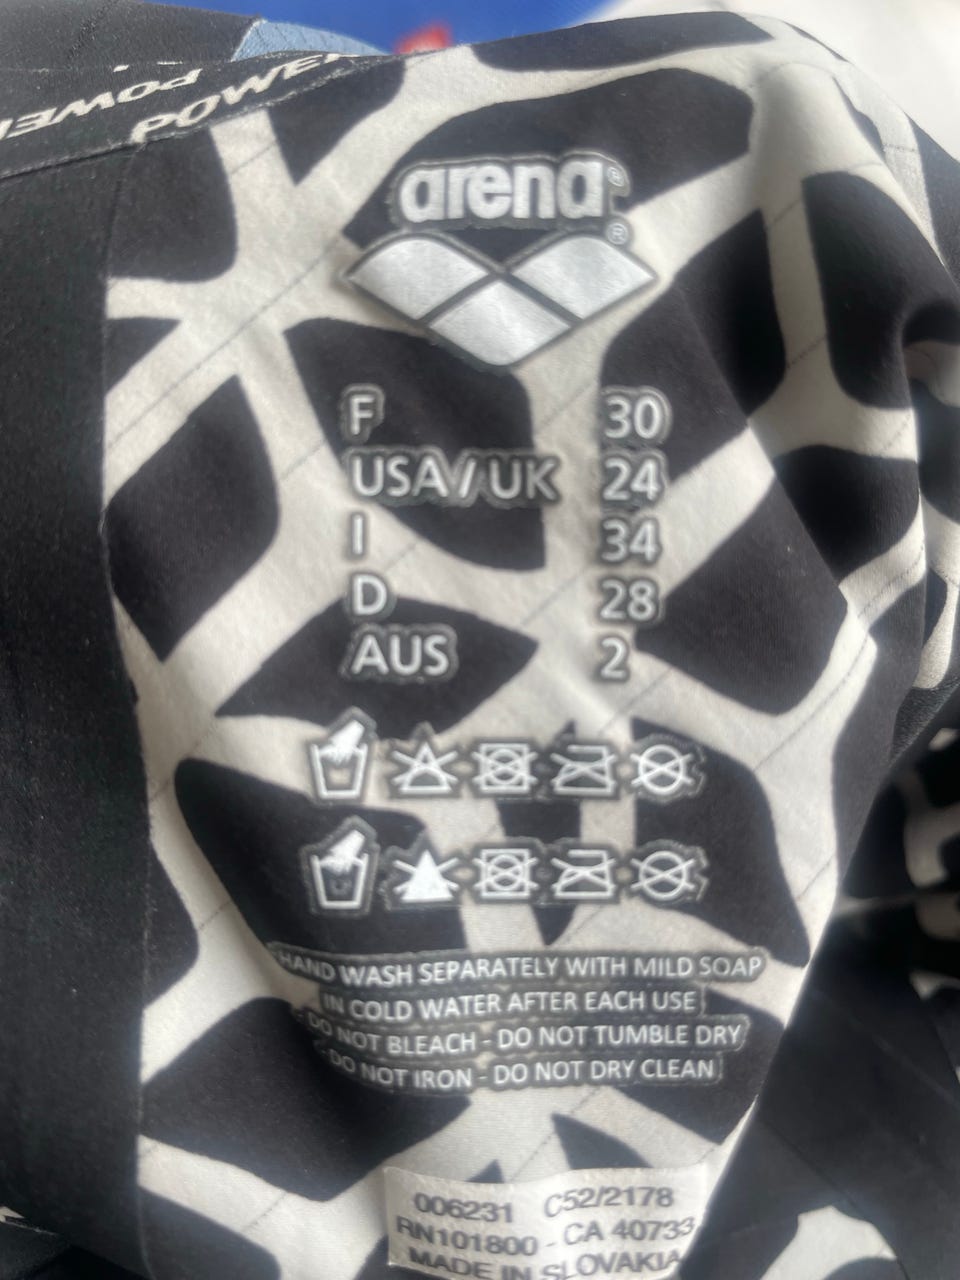 POWER
arena®
®
F 30
USA/UK 24
I 34
D 28
AUS 2
HAND WASH SEPARATELY WITH MILD SOAP
IN COLD WATER AFTER EACH USE
- DO NOT BLEACH - DO NOT TUMBLE DRY
- DO NOT IRON - DO NOT DRY CLEAN
006231 C52/2178
RN101800 - CA 40733
MADE IN SLOVAKIA